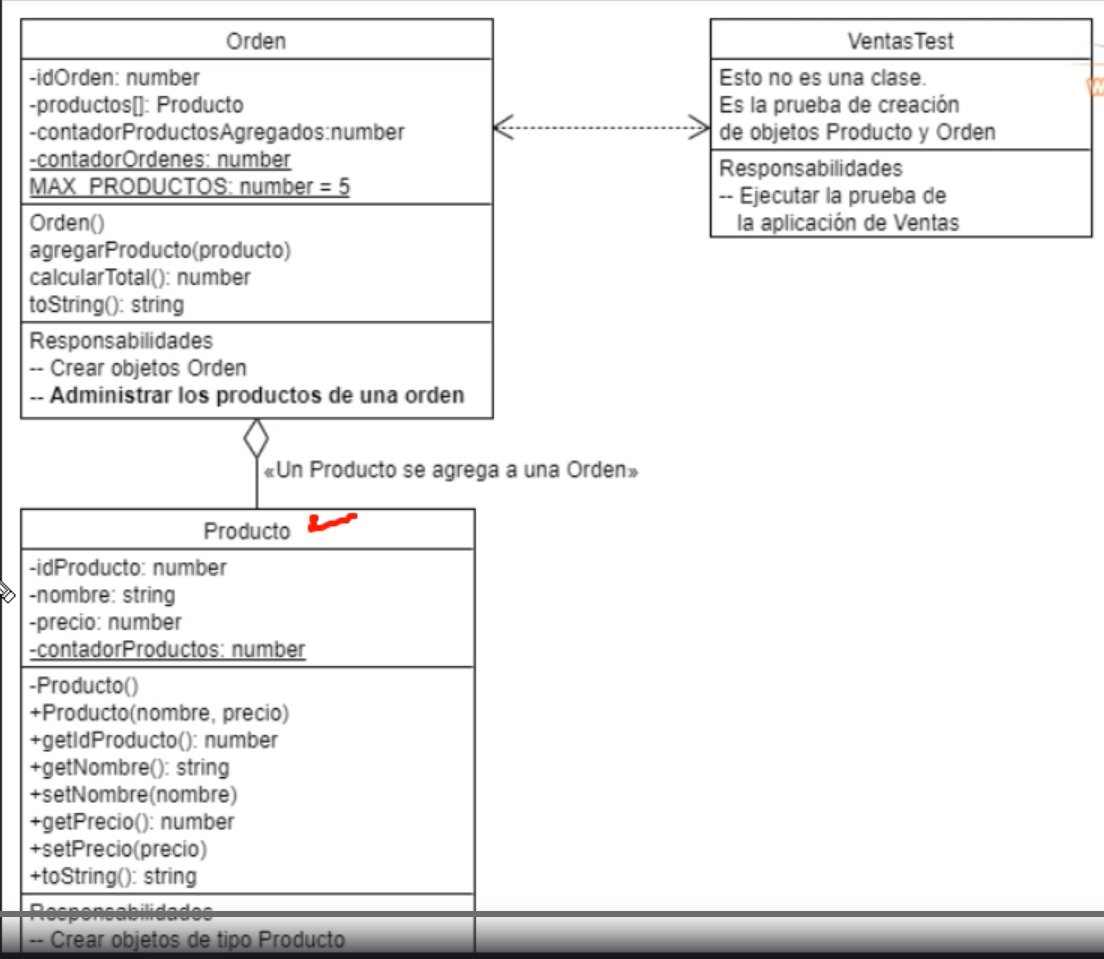 Orden
-idOrden: number
-productos[]: Producto
-contadorProductosAgregados:number
-contadorOrdenes: number
MAX_PRODUCTOS: number = 5
Orden()
agregarProducto(producto)
calcularTotal(): number
toString(): string
Responsabilidades
-- Crear objetos Orden
-- Administrar los productos de una orden
VentasTest
Esto no es una clase.
Es la prueba de creación
de objetos Producto y Orden
Responsabilidades
-- Ejecutar la prueba de
la aplicación de Ventas
«Un Producto se agrega a una Orden»
Producto
-idProducto: number
-nombre: string
-precio: number
-contadorProductos: number
-Producto()
+Producto(nombre, precio)
+getIdProducto(): number
+getNombre(): string
+setNombre(nombre)
+getPrecio(): number
+setPrecio(precio)
+toString(): string
Responsabilidades
-- Crear objetos de tipo Producto